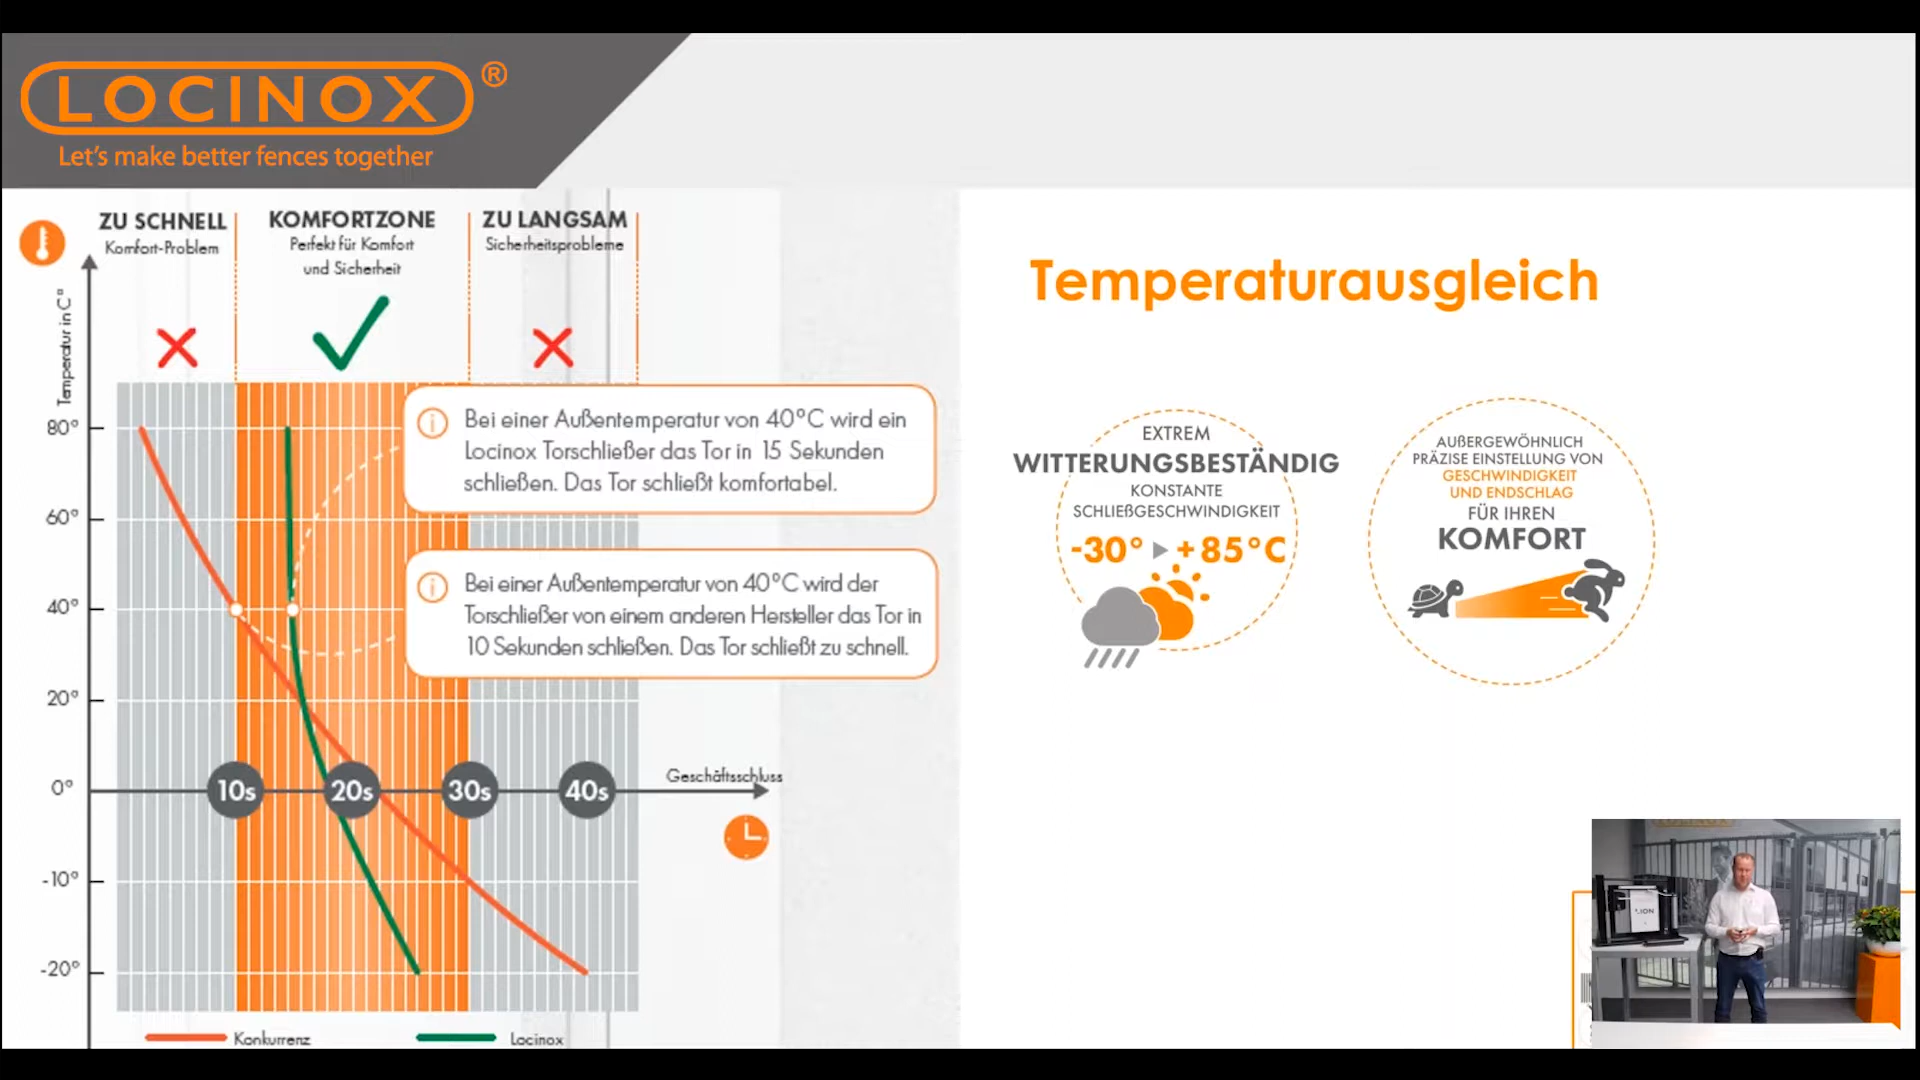 LOCINOX®
Let's make better fences together
ZU SCHNELL
Komfort-Problem
KOMFORTZONE
Perfekt für Komfort
und Sicherheit
ZU LANGSAM
Sicherheitsprobleme
Temperatur in C°
80°
60°
40°
20°
0°
-10°
-20°
Bei einer Außentemperatur von 40°C wird ein
Locinox Torschließer das Tor in 15 Sekunden
schließen. Das Tor schließt komfortabel.
Bei einer Außentemperatur von 40°C wird der
Torschließer von einem anderen Hersteller das Tor in
10 Sekunden schließen. Das Tor schließt zu schnell.
10s
20s
30s
40s
Geschäftsschluss
Konkurrenz
Locinox
Temperaturausgleich
EXTREM
WITTERUNGSBESTÄNDIG
KONSTANTE
SCHLIEßGESCHWINDIGKEIT
-30° +85°C
AUßERGEWÖHNLICH
PRÄZISE EINSTELLUNG VON
GESCHWINDIGKEIT
UND ENDSCHLAG
FÜR IHREN
KOMFORT
LION